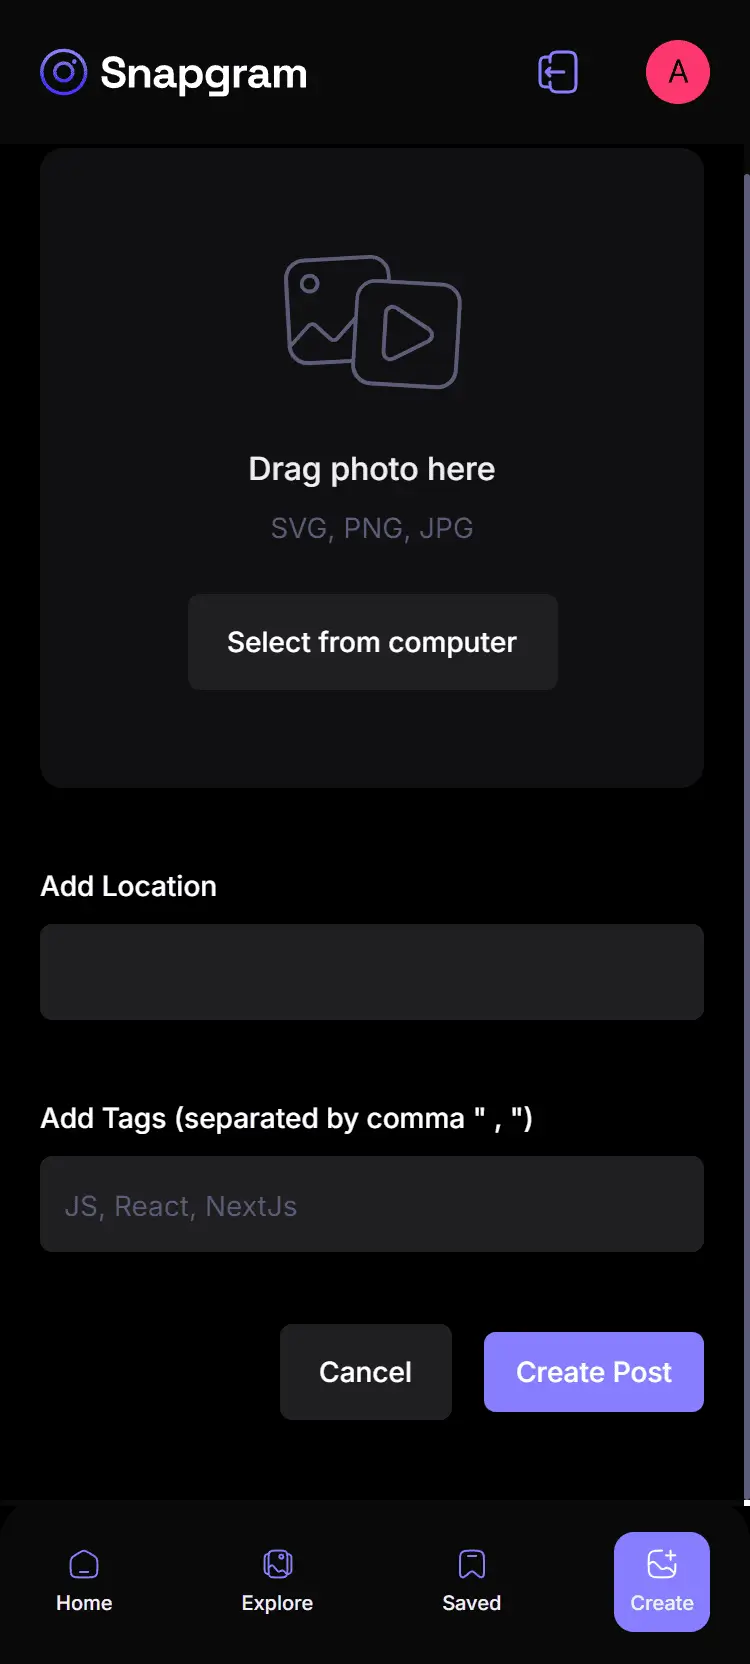 Snapgram
A
Drag photo here
SVG, PNG, JPG
Select from computer
Add Location
Add Tags (separated by comma " , ")
JS, React, NextJs
Cancel
Create Post
Home
Explore
Saved
Create